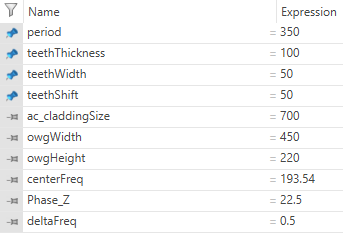 Name Expression
period = 350
teethThickness = 100
teethWidth = 50
teethShift = 50
ac_claddingSize = 700
owgWidth = 450
owgHeight = 220
centerFreq = 193.54
Phase_Z = 22.5
deltaFreq = 0.5